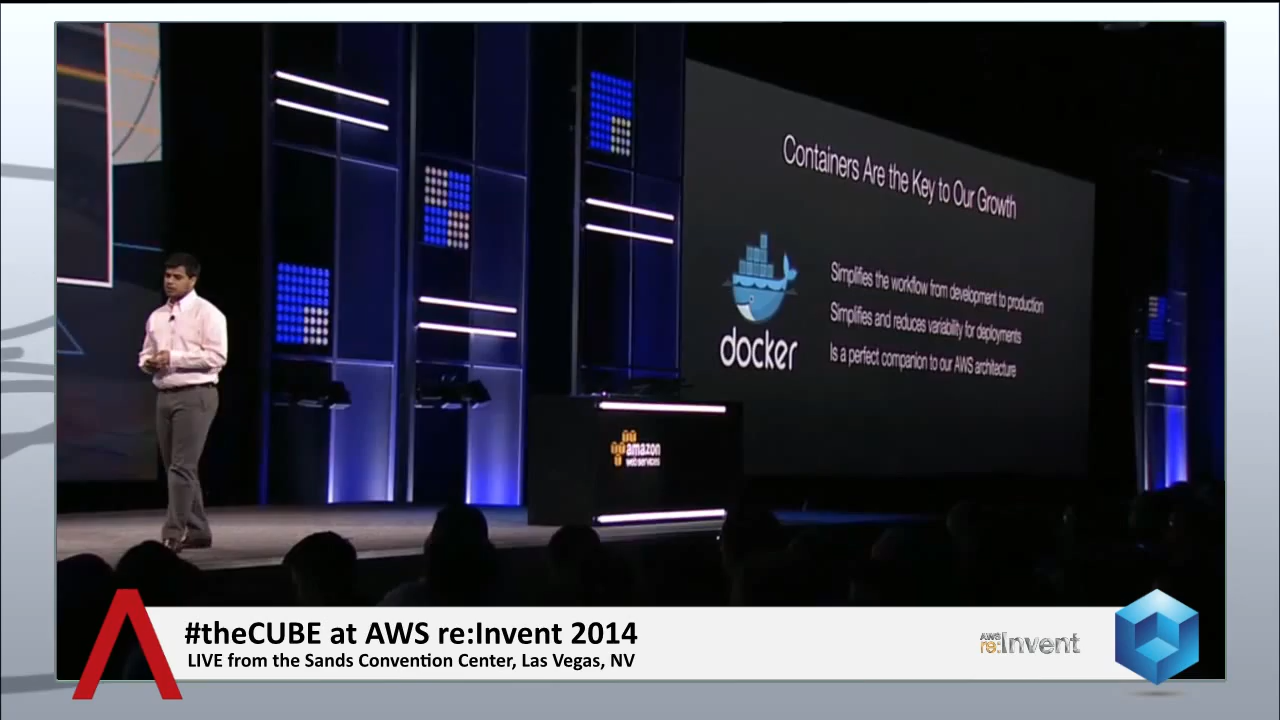 Containers Are the Key to Our Growth
Simplifies the workflow from development to production
Simplifies and reduces variability for deployments
Is a perfect companion to our AWS architecture
docker
amazon
web services
#theCUBE at AWS re:Invent 2014
LIVE from the Sands Convention Center, Las Vegas, NV
AWS
re:Invent